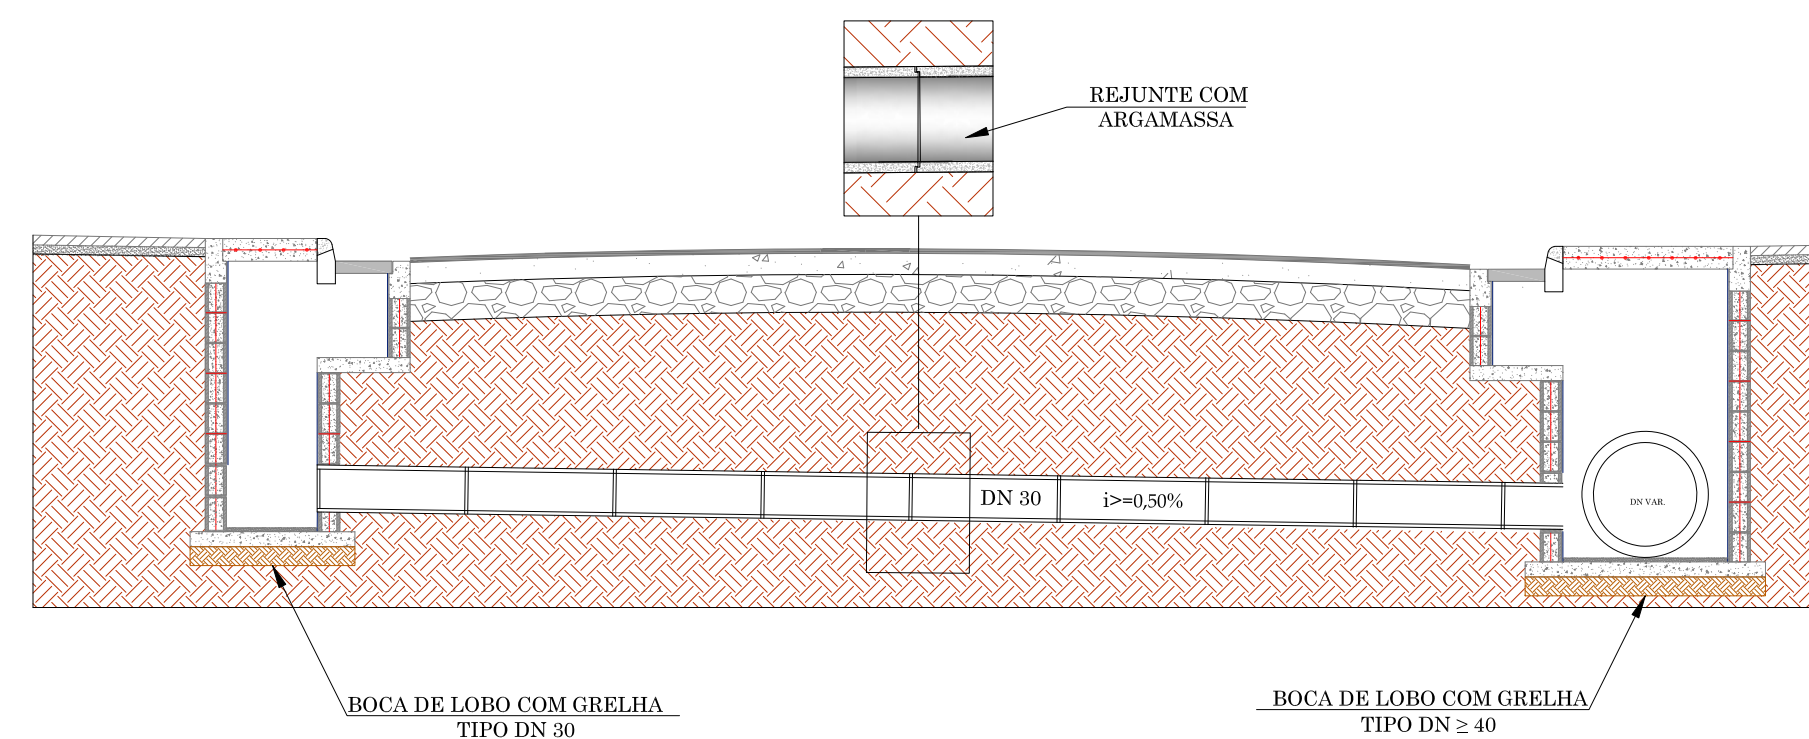 REJUNTE COM
ARGAMASSA
DN 30
i>=0,50%
DN VAR.
BOCA DE LOBO COM GRELHA
TIPO DN 30
BOCA DE LOBO COM GRELHA
TIPO DN ≥ 40